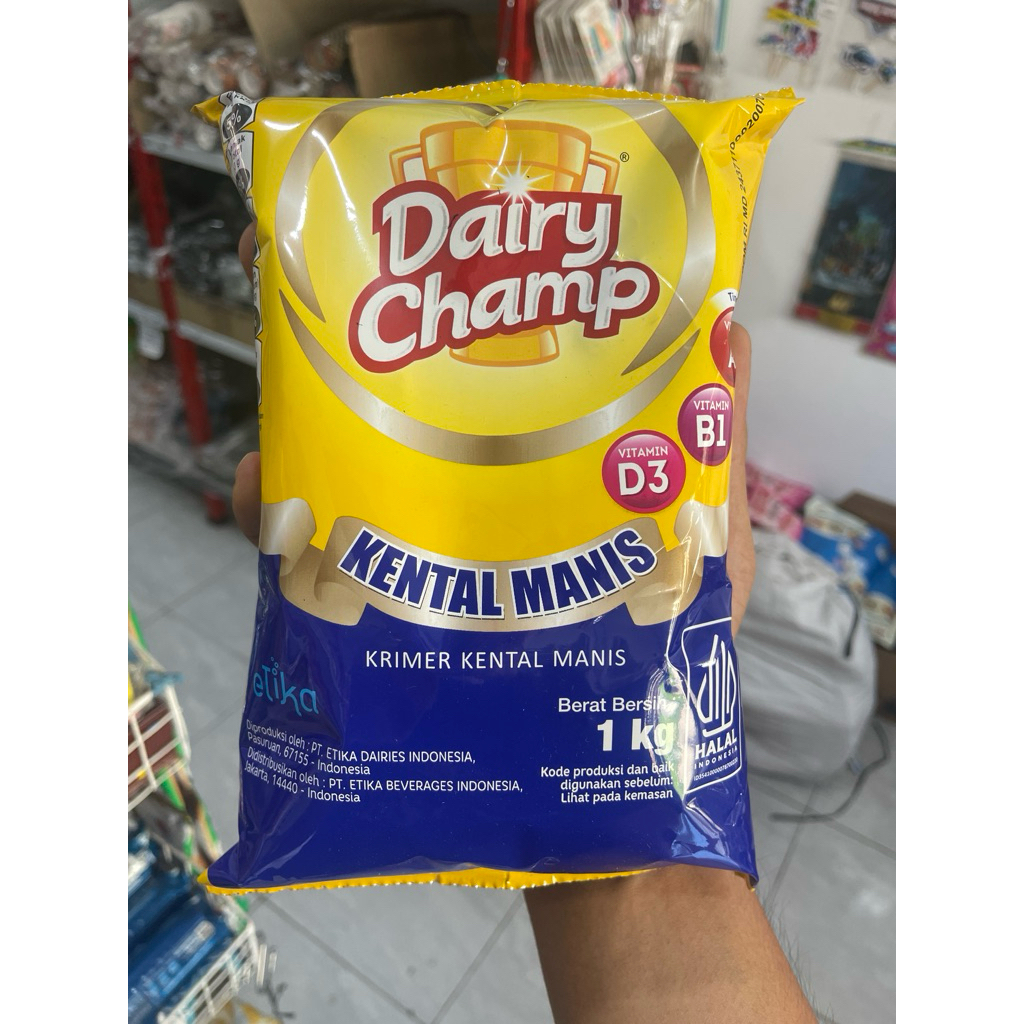 Dairy
Champ
®
VITAMIN
B1
VITAMIN
D3
KENTAL MANIS
KRIMER KENTAL MANIS
etika
Berat Bersih
1 kg
HALAL
INDONESIA
Diproduksi oleh : PT. ETIKA DAIRIES INDONESIA,
Pasuruan, 67155 - Indonesia
Didistribusikan oleh : PT. ETIKA BEVERAGES INDONESIA,
Jakarta, 14440 - Indonesia
Kode produksi dan baik
digunakan sebelum:
Lihat pada kemasan